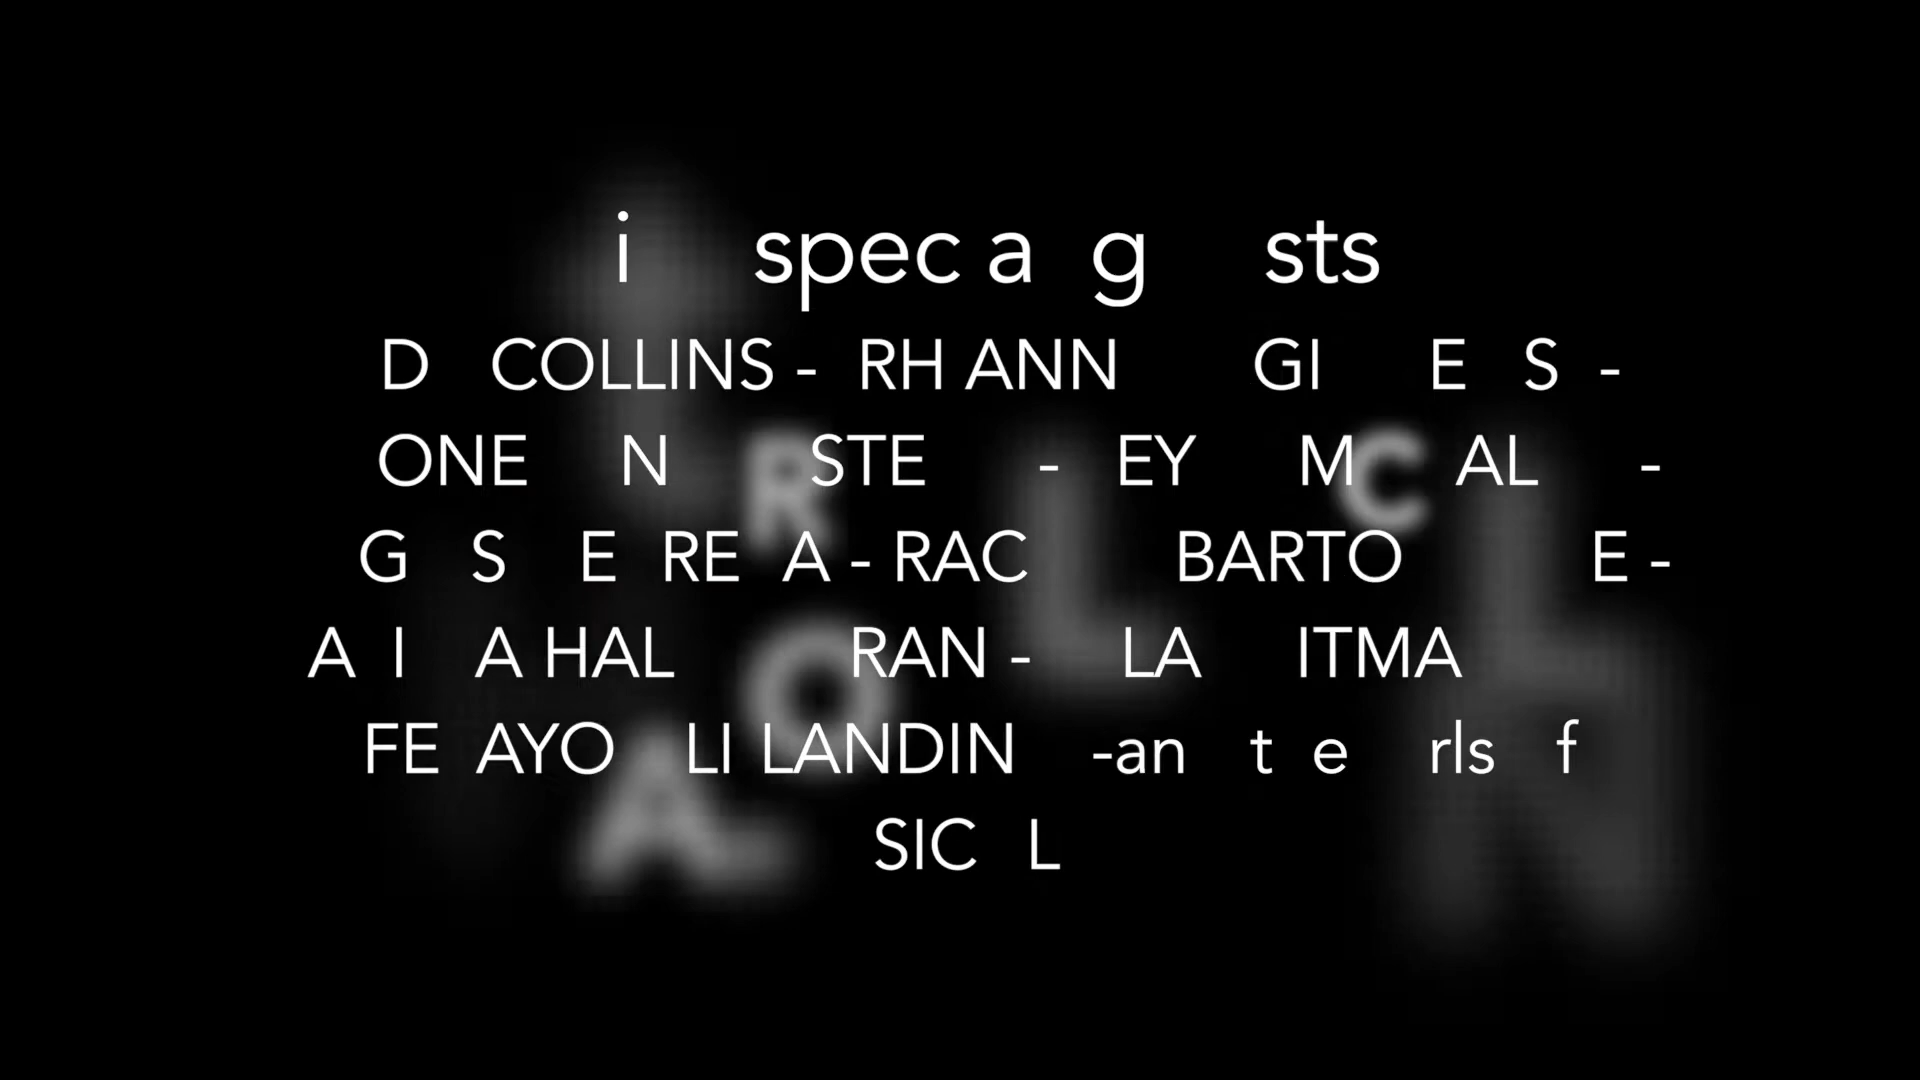 i spec a g sts
D COLLINS - RH ANN GI E S -
ONE N R STE - EY M C AL -
G S E RE A - RAC BARTO E -
A I A HAL RAN - LA ITMA
FE AYO LI LANDIN -an t e rls f
SIC L